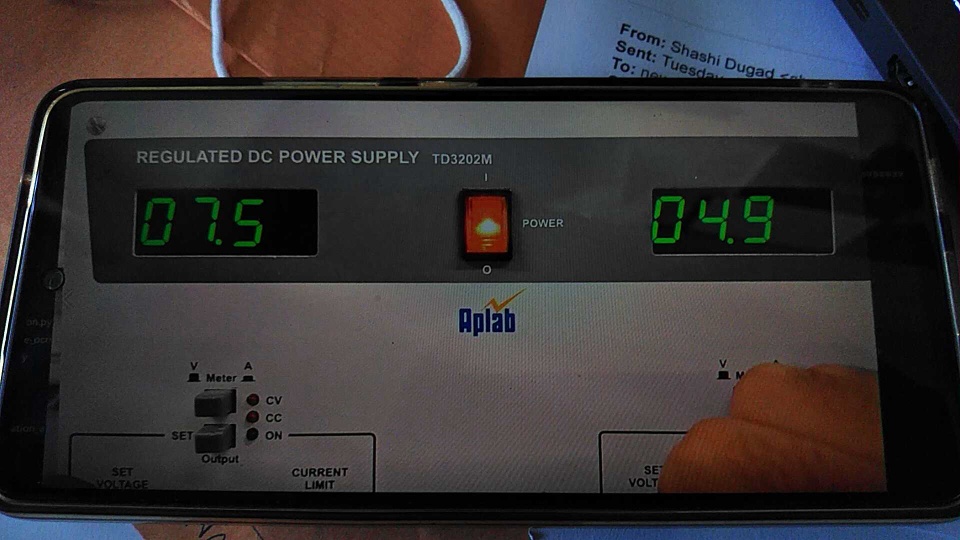 From: Shashi Dugad
Sent: Tuesday
To:
REGULATED DC POWER SUPPLY TD3202M
I
07.5
POWER
04.9
O
Aplab
V A
Meter
CV
CC
SET ON
Output
SET VOLTAGE
CURRENT LIMIT
V A
SET